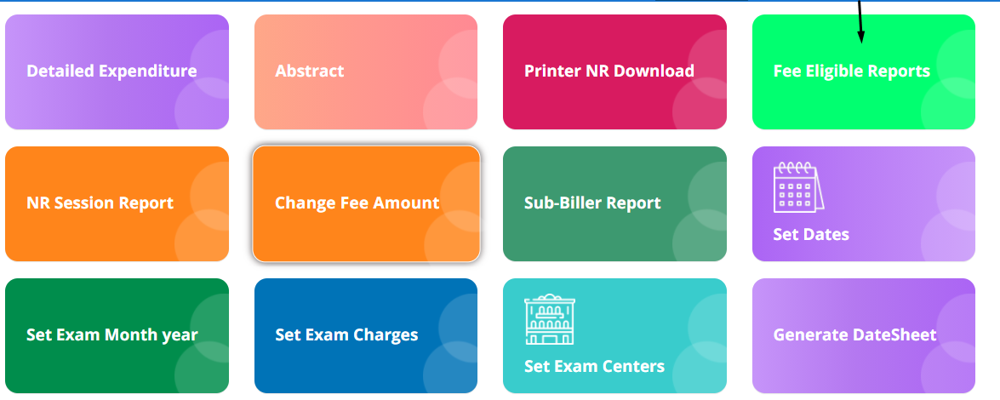 Detailed Expenditure
Abstract
Printer NR Download
Fee Eligible Reports
NR Session Report
Change Fee Amount
Sub-Biller Report
Set Dates
Set Exam Month year
Set Exam Charges
Set Exam Centers
Generate DateSheet